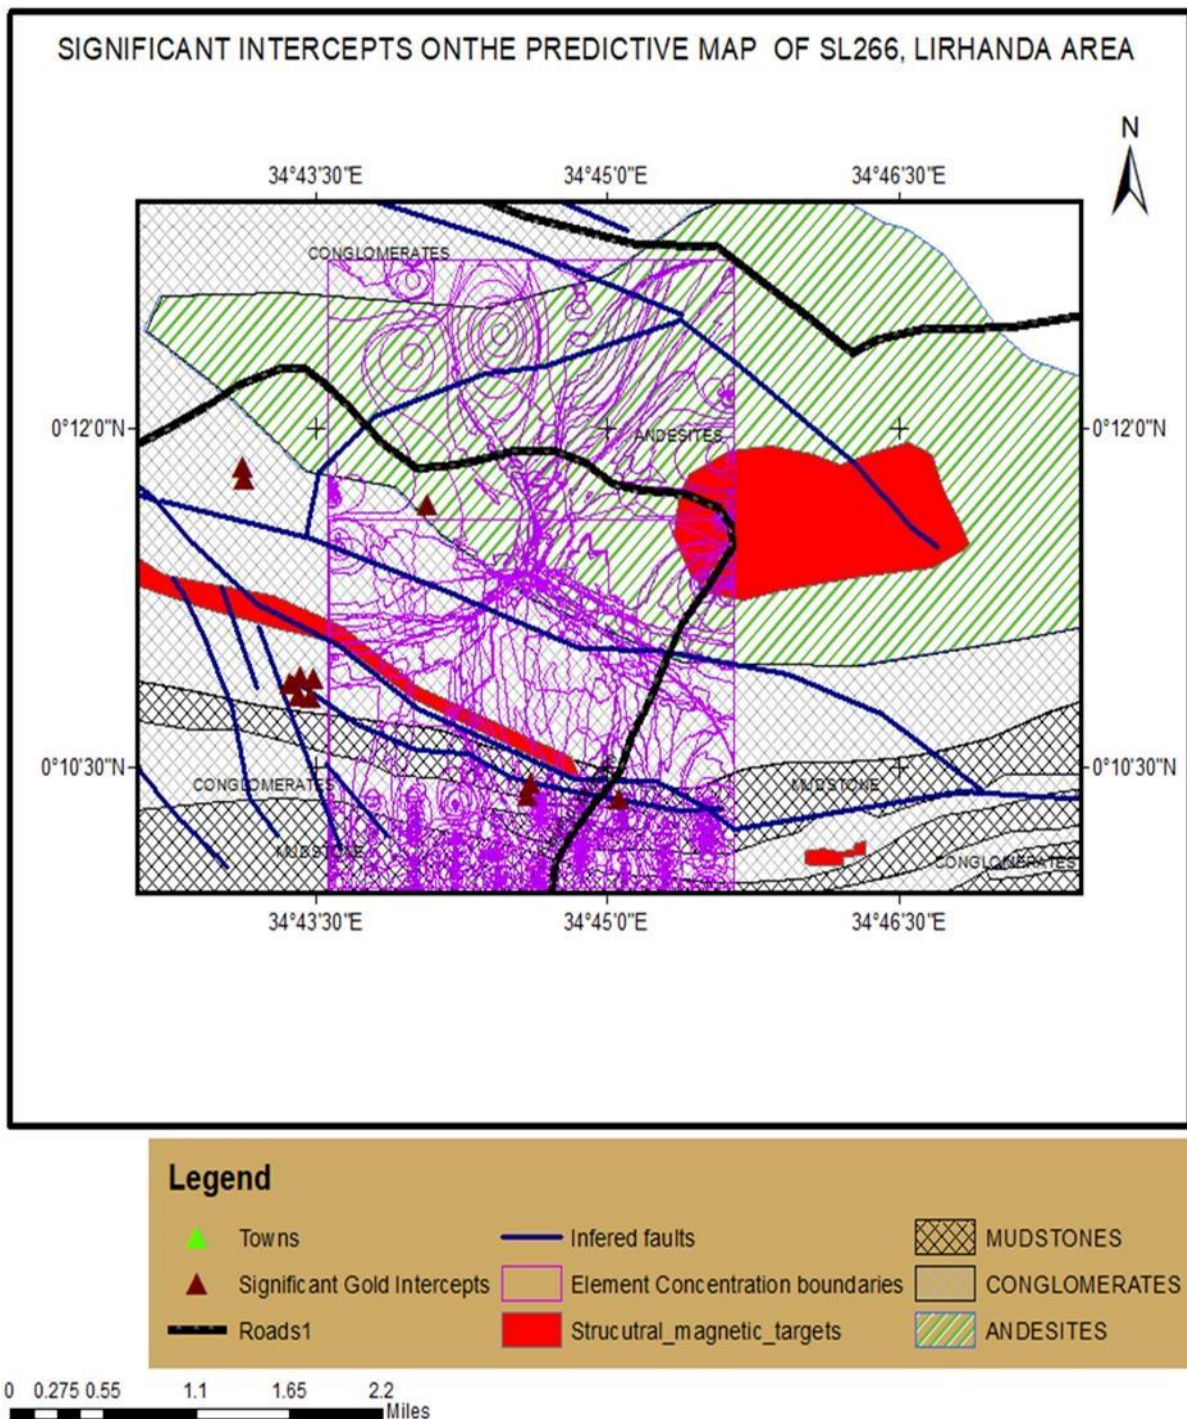 SIGNIFICANT INTERCEPTS ONTHE PREDICTIVE MAP OF SL266, LIRHANDA AREA
N
34°43'30"E 34°45'0"E 34°46'30"E
CONGLOMERATES
0°12'0"N 0°12'0"N
ANDESITES
0°10'30"N 0°10'30"N
CONGLOMERATES MUDSTONE
MUDSTONE CONGLOMERATES
34°43'30"E 34°45'0"E 34°46'30"E
Legend
Towns Infered faults MUDSTONES
Significant Gold Intercepts Element Concentration boundaries CONGLOMERATES
Roads1 Strucutral_magnetic_targets ANDESITES
0 0.275 0.55 1.1 1.65 2.2
Miles